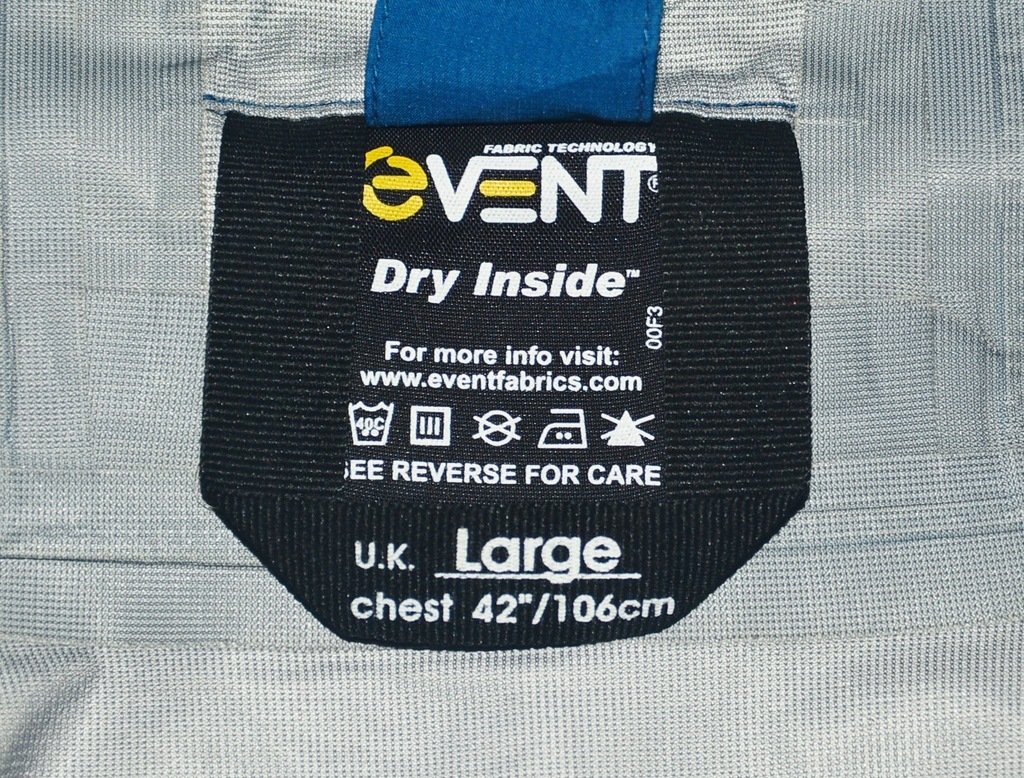 FABRIC TECHNOLOGY
eVENT®
Dry Inside™
00F3
For more info visit:
www.eventfabrics.com
40C
SEE REVERSE FOR CARE
U.K. Large
chest 42"/106cm